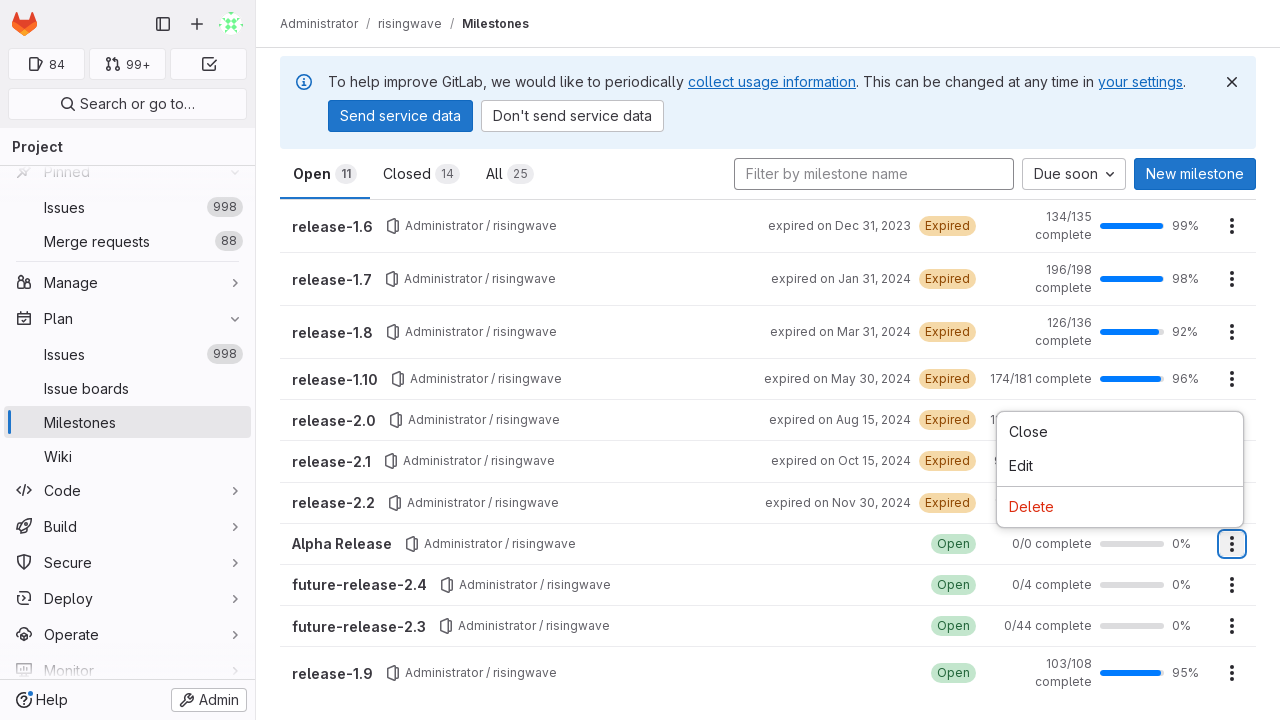 Administrator / risingwave / Milestones
84
99+
Search or go to…
Project
Pinned
Issues 998
Merge requests 88
Manage
Plan
Issues 998
Issue boards
Milestones
Wiki
Code
Build
Secure
Deploy
Operate
Monitor
Help
Admin
To help improve GitLab, we would like to periodically collect usage information. This can be changed at any time in your settings.
Send service data
Don't send service data
Open 11
Closed 14
All 25
Filter by milestone name
Due soon
New milestone
release-1.6 Administrator / risingwave expired on Dec 31, 2023 Expired 134/135 complete 99%
release-1.7 Administrator / risingwave expired on Jan 31, 2024 Expired 196/198 complete 98%
release-1.8 Administrator / risingwave expired on Mar 31, 2024 Expired 126/136 complete 92%
release-1.10 Administrator / risingwave expired on May 30, 2024 Expired 174/181 complete 96%
release-2.0 Administrator / risingwave expired on Aug 15, 2024 Expired
release-2.1 Administrator / risingwave expired on Oct 15, 2024 Expired
release-2.2 Administrator / risingwave expired on Nov 30, 2024 Expired
Close
Edit
Delete
Alpha Release Administrator / risingwave Open 0/0 complete 0%
future-release-2.4 Administrator / risingwave Open 0/4 complete 0%
future-release-2.3 Administrator / risingwave Open 0/44 complete 0%
release-1.9 Administrator / risingwave Open 103/108 complete 95%